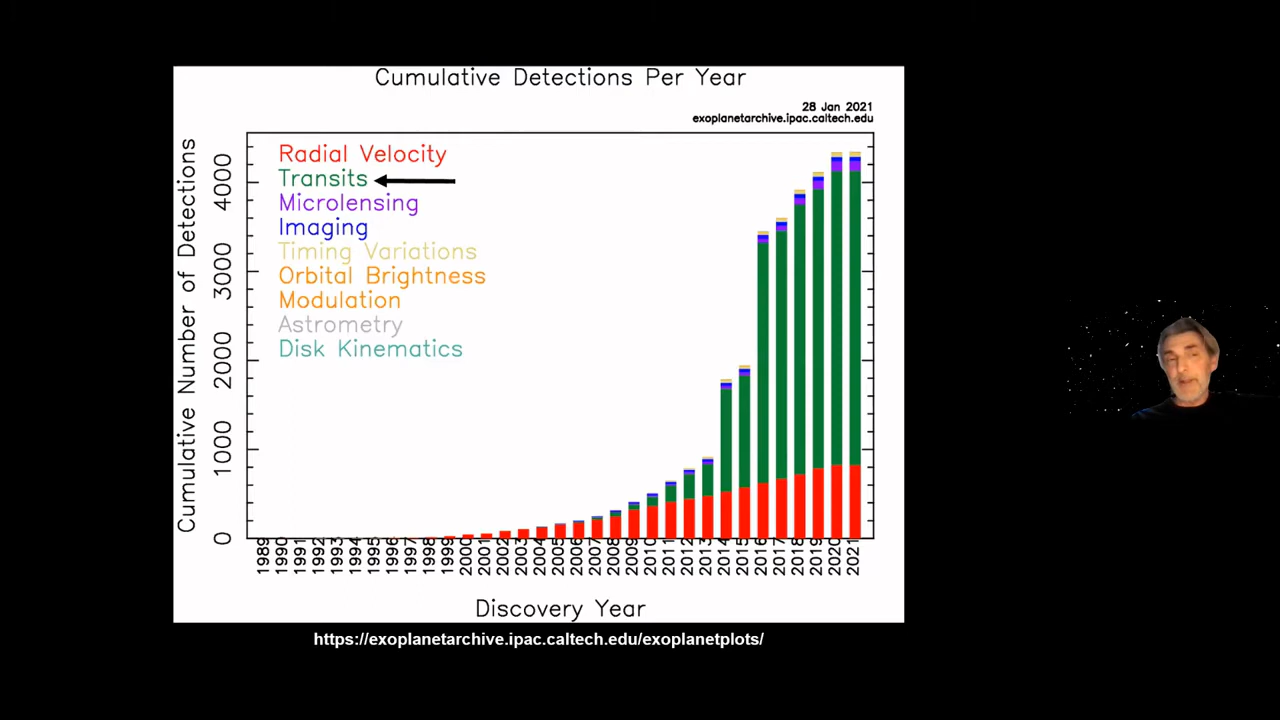 Cumulative Detections Per Year
28 Jan 2021
exoplanetarchive.ipac.caltech.edu
Radial Velocity
Transits
Microlensing
Imaging
Timing Variations
Orbital Brightness
Modulation
Astrometry
Disk Kinematics
Cumulative Number of Detections
4000
3000
2000
1000
0
1989 1990 1991 1992 1993 1994 1995 1996 1997 1998 1999 2000 2001 2002 2003 2004 2005 2006 2007 2008 2009 2010 2011 2012 2013 2014 2015 2016 2017 2018 2019 2020 2021
Discovery Year
https://exoplanetarchive.ipac.caltech.edu/exoplanetplots/